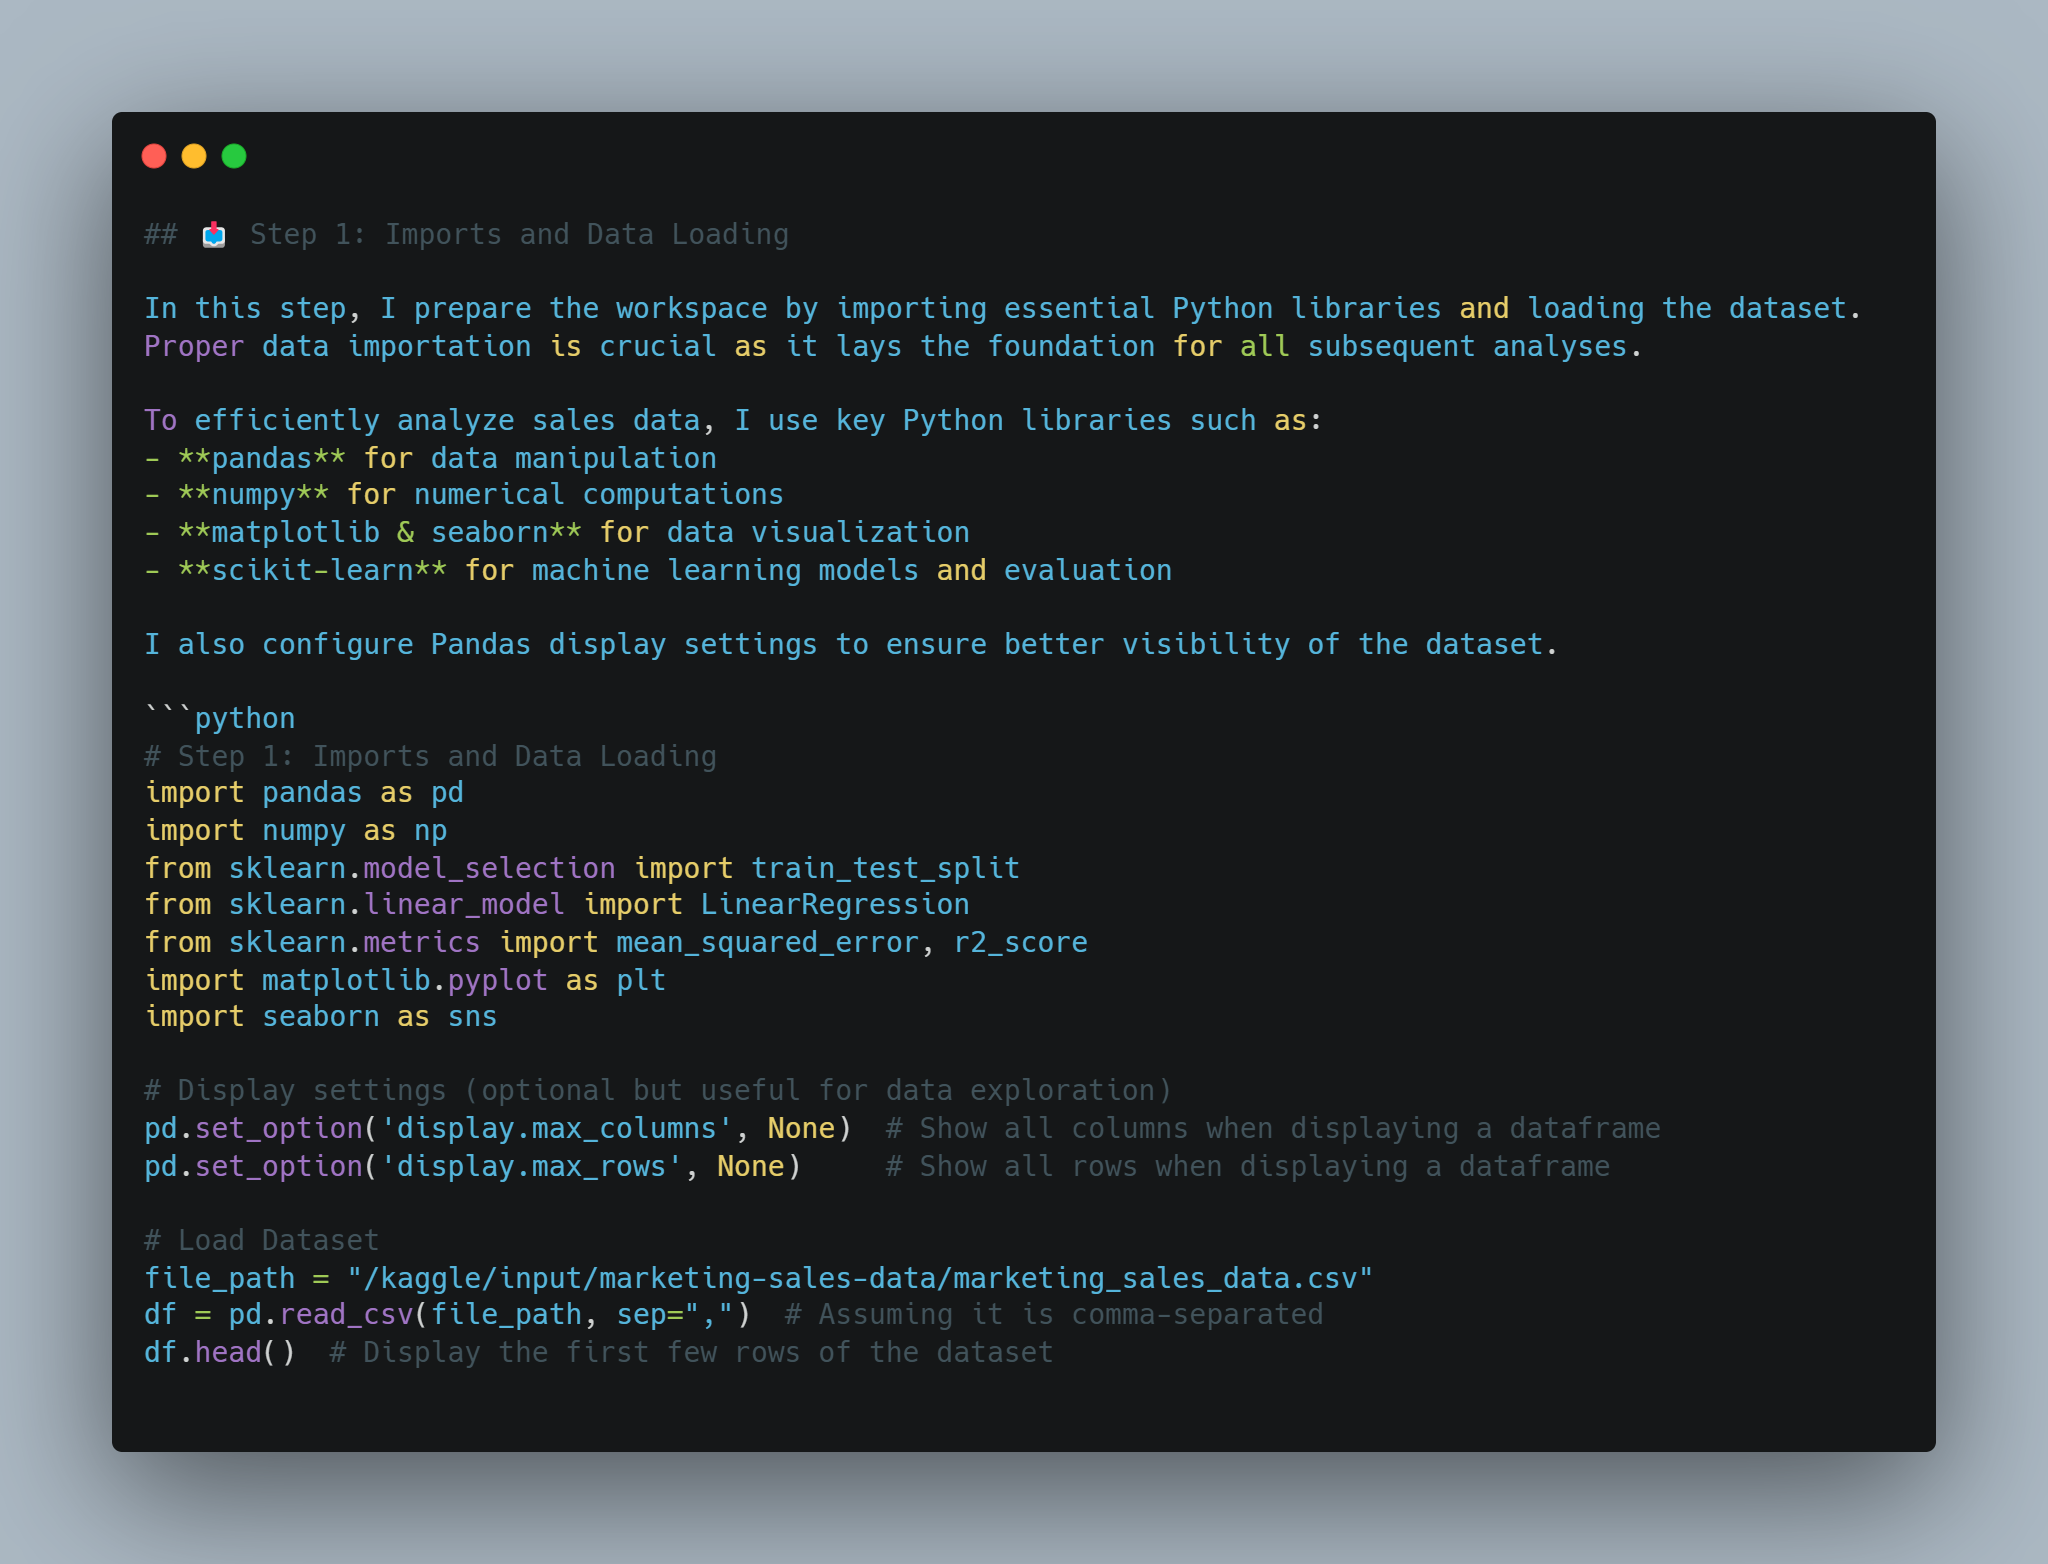 ## 📥 Step 1: Imports and Data Loading
In this step, I prepare the workspace by importing essential Python libraries and loading the dataset.
Proper data importation is crucial as it lays the foundation for all subsequent analyses.
To efficiently analyze sales data, I use key Python libraries such as:
- **pandas** for data manipulation
- **numpy** for numerical computations
- **matplotlib & seaborn** for data visualization
- **scikit-learn** for machine learning models and evaluation
I also configure Pandas display settings to ensure better visibility of the dataset.
```python
# Step 1: Imports and Data Loading
import pandas as pd
import numpy as np
from sklearn.model_selection import train_test_split
from sklearn.linear_model import LinearRegression
from sklearn.metrics import mean_squared_error, r2_score
import matplotlib.pyplot as plt
import seaborn as sns
# Display settings (optional but useful for data exploration)
pd.set_option('display.max_columns', None)  # Show all columns when displaying a dataframe
pd.set_option('display.max_rows', None)     # Show all rows when displaying a dataframe
# Load Dataset
file_path = "/kaggle/input/marketing-sales-data/marketing_sales_data.csv"
df = pd.read_csv(file_path, sep=",")  # Assuming it is comma-separated
df.head()  # Display the first few rows of the dataset